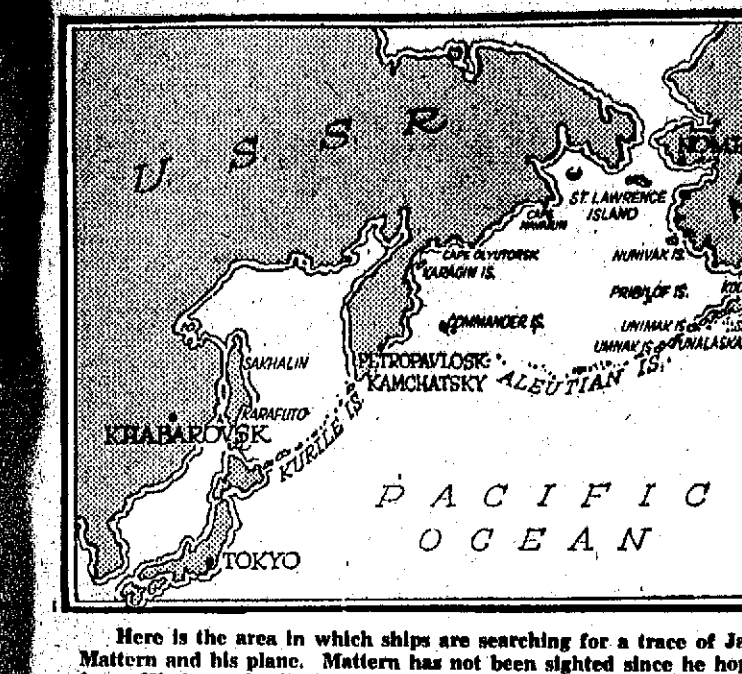 U. S. S. R.
NOME
ST. LAWRENCE
ISLAND
CAPE
NAVARIN
CAPE OLYUTORSK
KARAGIN IS.
NUNIVAK IS.
PRIBILOF IS.
COMMANDER IS.
UNIMAK IS.
UMNAK IS.
UNALASKA
PETROPAVLOSK-
KAMCHATSKY
ALEUTIAN IS.
SAKHALIN
KARAFUTO
KHABAROVSK
KURILE IS.
PACIFIC
OCEAN
TOKYO
Here is the area in which ships are searching for a trace of
Mattern and his plane. Mattern has not been sighted since he